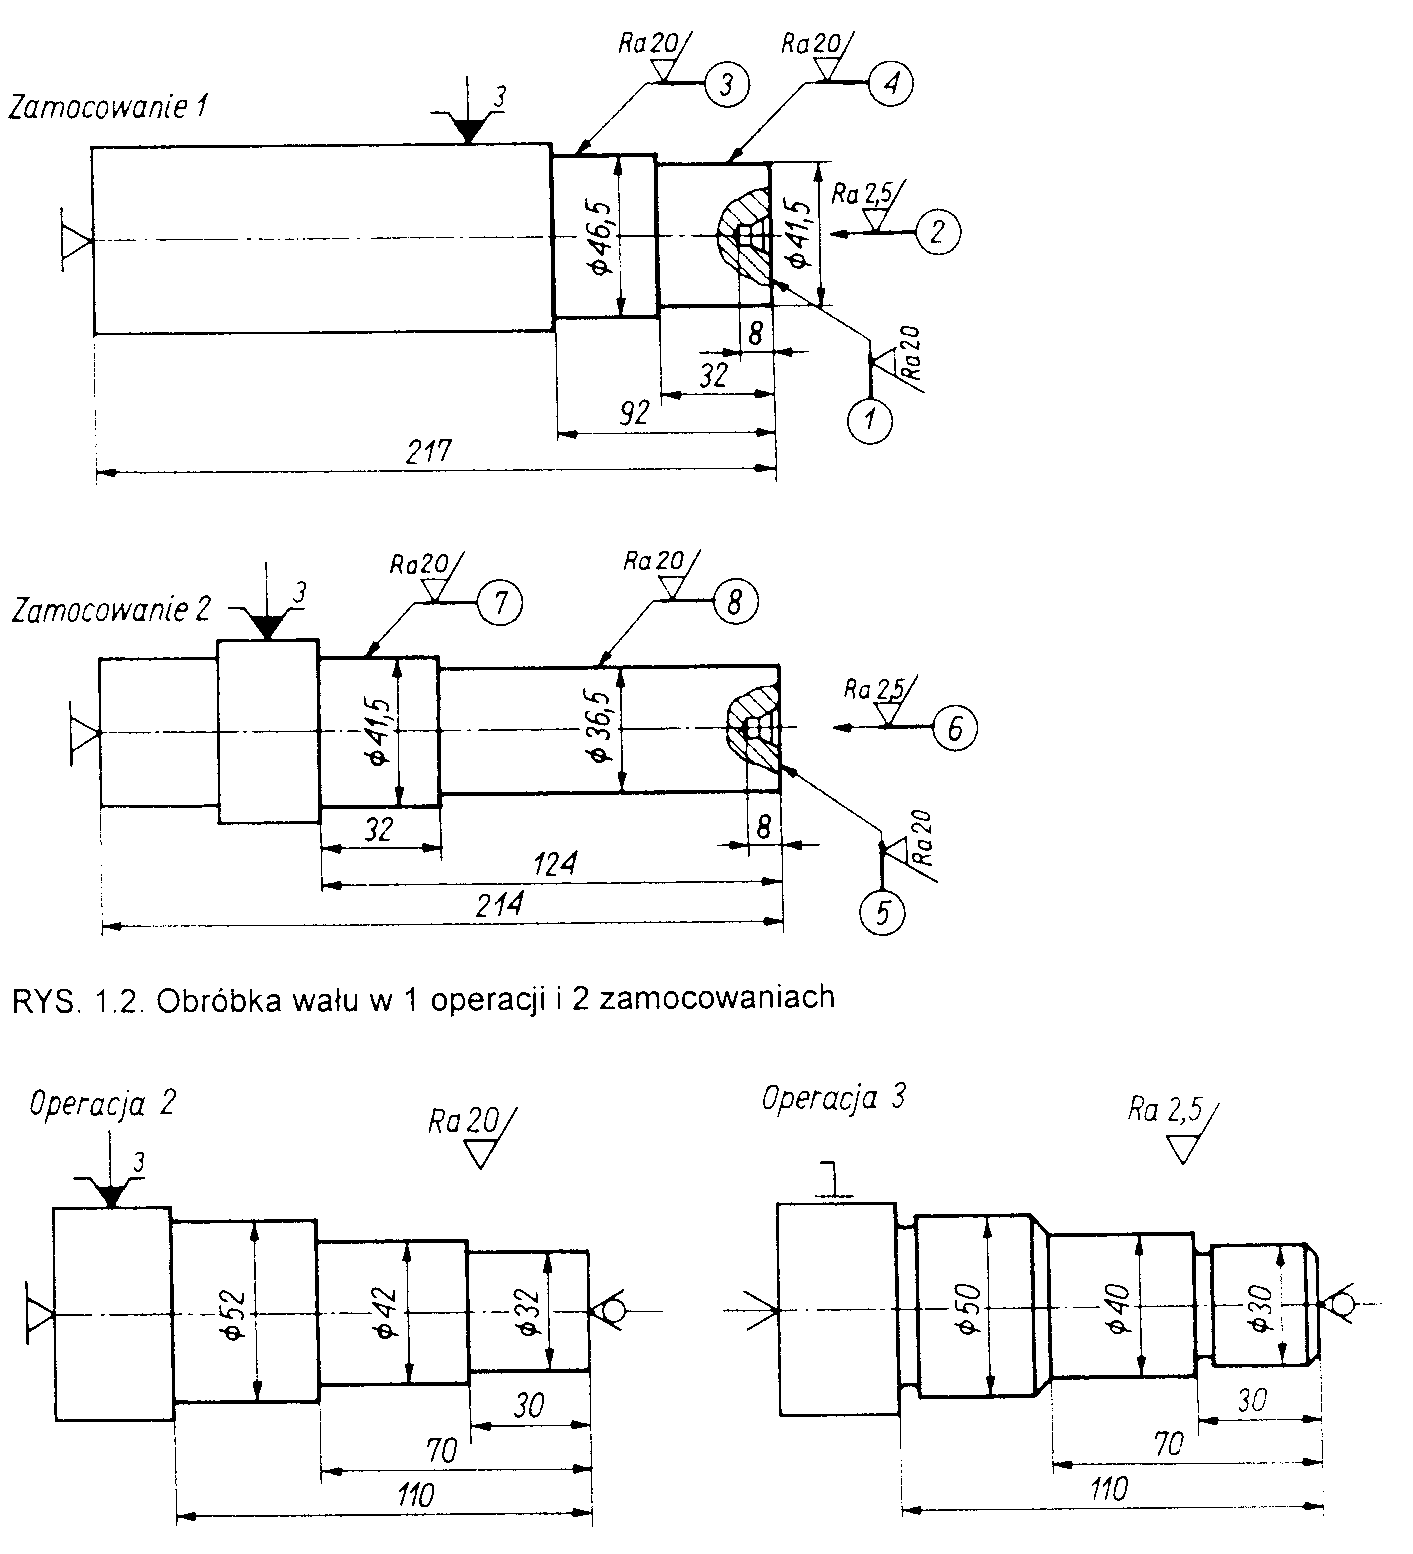 Ra 20 Ra 20
3 4
Zamocowanie 1 3
Ra 2,5
2
ϕ46,5 ϕ41,5
8 Ra 20
32
1
92
217
Ra 20 Ra 20
Zamocowanie 2 3 7 8
Ra 2,5
6
ϕ41,5 ϕ36,5
32 8 Ra 20
124
214 5
RYS. 1.2. Obróbka wału w 1 operacji i 2 zamocowaniach
Operacja 2 Ra 20
3
ϕ52 ϕ42 ϕ32
30
70
110
Operacja 3 Ra 2,5
ϕ50 ϕ40 ϕ30
30
70
110